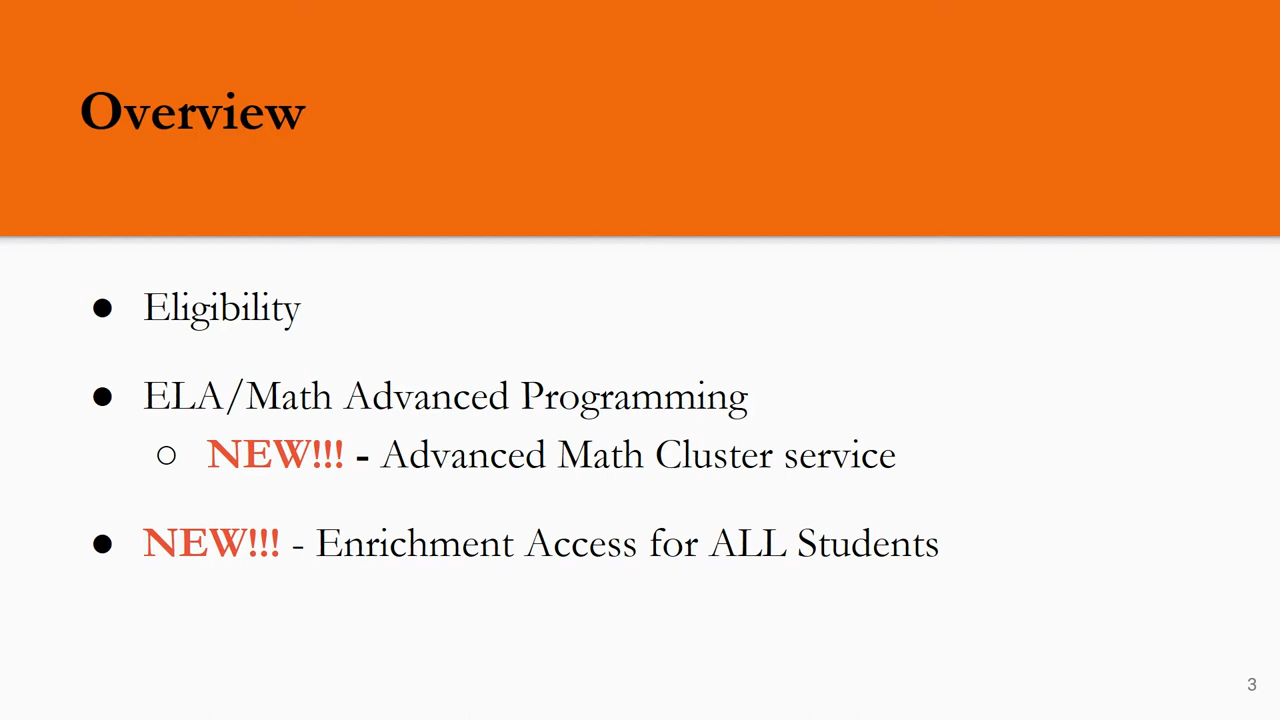 Overview
● Eligibility
● ELA/Math Advanced Programming
○ NEW!!! - Advanced Math Cluster service
● NEW!!! - Enrichment Access for ALL Students
3